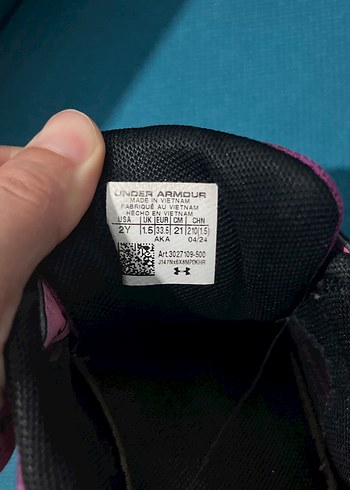 UNDER ARMOUR
MADE IN VIETNAM
FABRIQUÉ AU VIETNAM
HECHO EN VIETNAM
USA UK EUR CM CHN
2Y 1.5 33.5 21 210(1.5)
AKA 04/24
Art.3027109-500